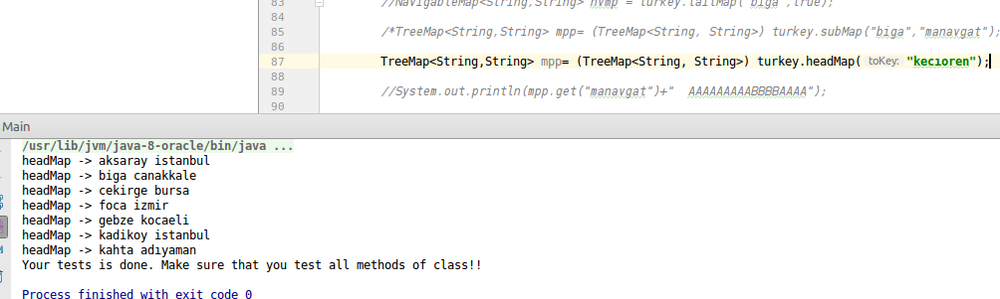 83 //NavigableMap<String,String> nvmp = turkey.tailMap("biga",true);
84
85 /*TreeMap<String,String> mpp= (TreeMap<String, String>) turkey.subMap("biga","manavgat");
86
87 TreeMap<String,String> mpp= (TreeMap<String, String>) turkey.headMap( toKey: "kecıoren");
88
89 //System.out.println(mpp.get("manavgat")+"  AAAAAAAAABBBBAAAA");
90
Main
/usr/lib/jvm/java-8-oracle/bin/java ...
headMap -> aksaray istanbul
headMap -> biga canakkale
headMap -> cekirge bursa
headMap -> foca izmir
headMap -> gebze kocaeli
headMap -> kadikoy istanbul
headMap -> kahta adıyaman
Your tests is done. Make sure that you test all methods of class!!
Process finished with exit code 0